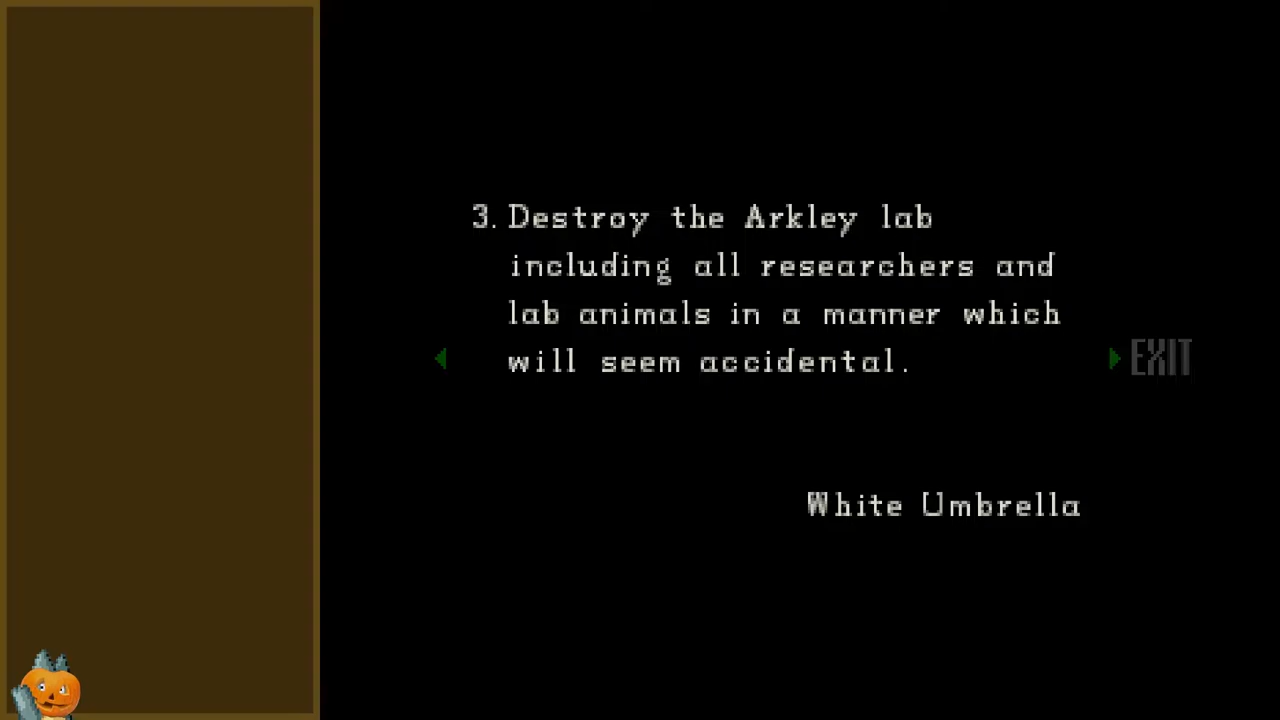 3. Destroy the Arkley lab
including all researchers and
lab animals in a manner which
will seem accidental.
EXIT
White Umbrella